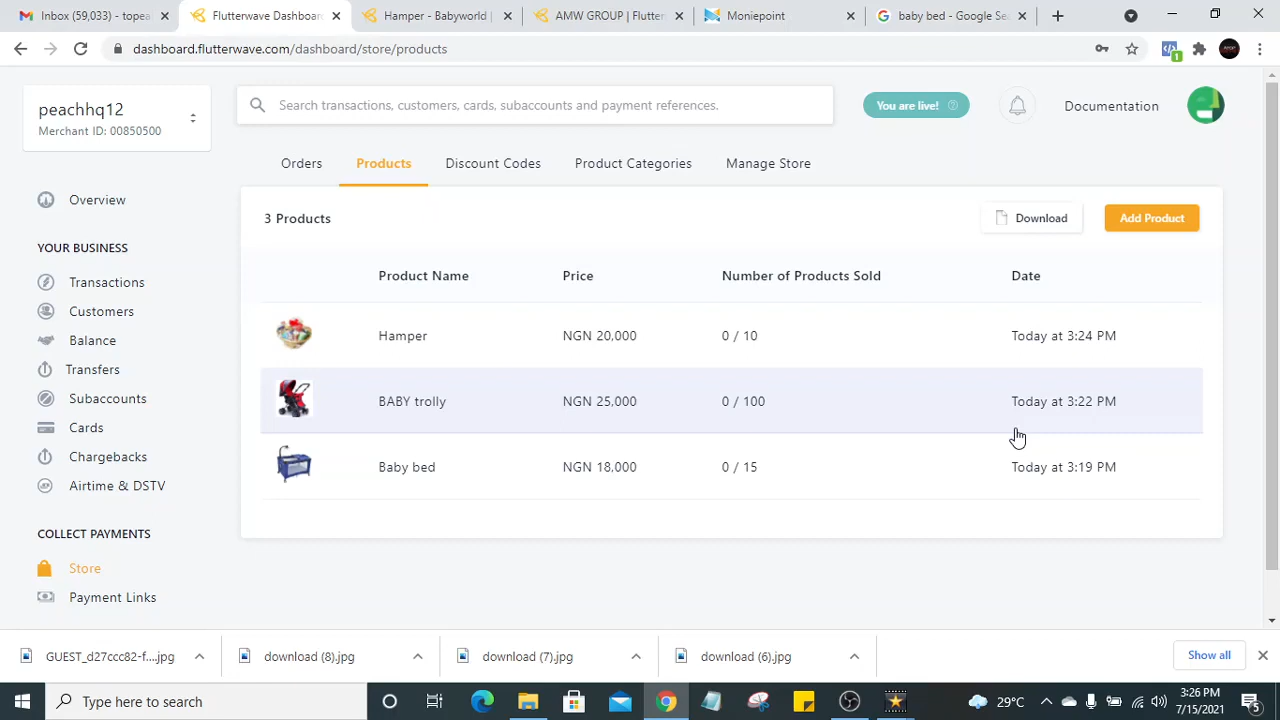 Inbox (59,033) - topea
Flutterwave Dashboar
Hamper - Babyworld |
AMW GROUP | Flutter
Moniepoint
baby bed - Google Se
dashboard.flutterwave.com/dashboard/store/products
1
peachhq12
Merchant ID: 00850500
Search transactions, customers, cards, subaccounts and payment references.
You are live!
Documentation
Orders
Products
Discount Codes
Product Categories
Manage Store
Overview
YOUR BUSINESS
Transactions
Customers
Balance
Transfers
Subaccounts
Cards
Chargebacks
Airtime & DSTV
COLLECT PAYMENTS
Store
Payment Links
3 Products
Download
Add Product
Product Name Price Number of Products Sold Date
Hamper NGN 20,000 0 / 10 Today at 3:24 PM
BABY trolly NGN 25,000 0 / 100 Today at 3:22 PM
Baby bed NGN 18,000 0 / 15 Today at 3:19 PM
GUEST_d27ccc82-f....jpg
download (8).jpg
download (7).jpg
download (6).jpg
Show all
Type here to search
29°C
3:26 PM
7/15/2021
5